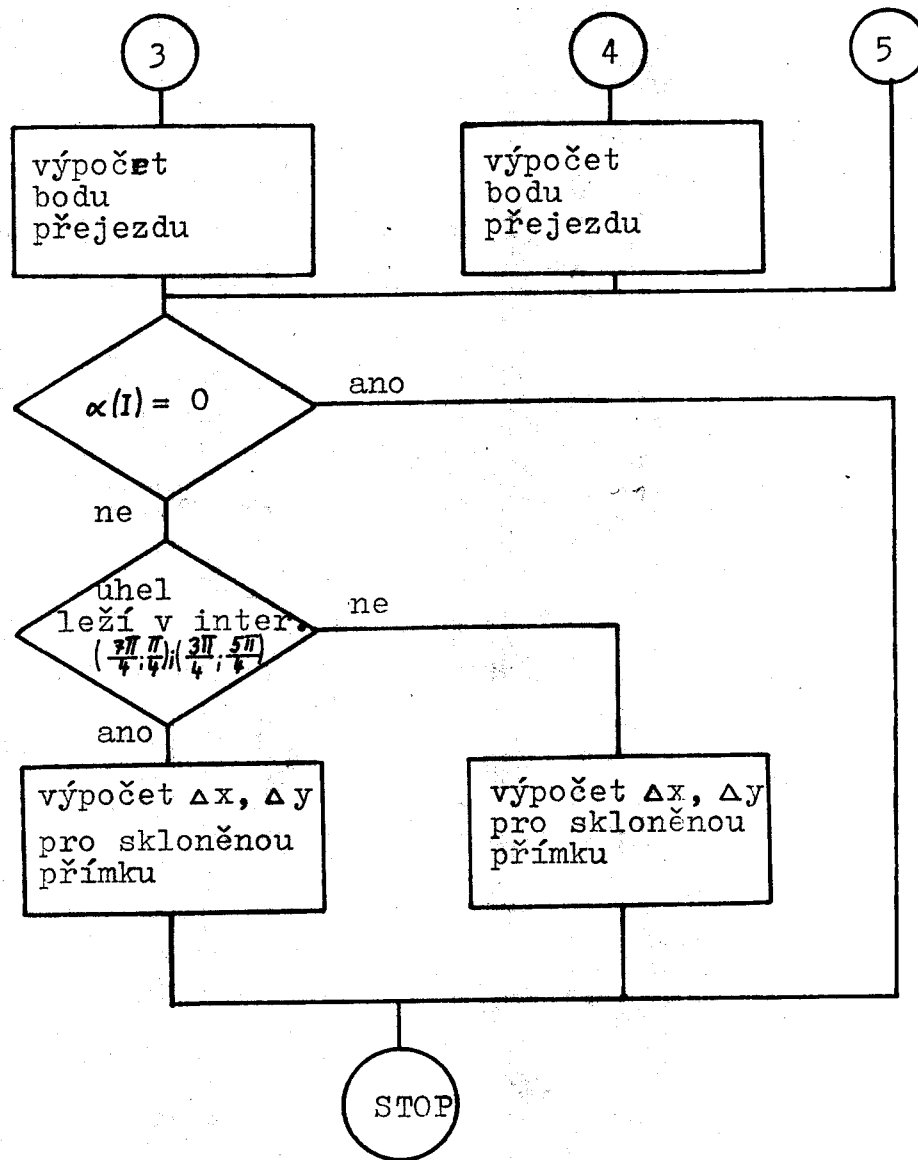 3
4
5
výpočet
bodu
přejezdu
výpočet
bodu
přejezdu
α(I) = 0
ano
ne
úhel
leží v inter.
(7π/4; π/4); (3π/4; 5π/4)
ne
ano
výpočet Δx, Δy
pro skloněnou
přímku
výpočet Δx, Δy
pro skloněnou
přímku
STOP